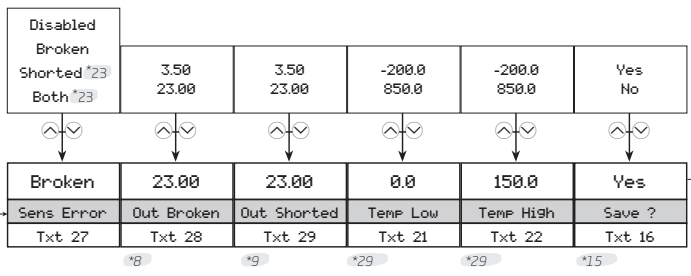 Disabled
Broken
Shorted *23
Both *23
3.50
23.00
3.50
23.00
-200.0
850.0
-200.0
850.0
Yes
No
Broken
23.00
23.00
0.0
150.0
Yes
Sens Error
Out Broken
Out Shorted
Temp Low
Temp High
Save ?
Txt 27
Txt 28
Txt 29
Txt 21
Txt 22
Txt 16
*8
*9
*29
*29
*15